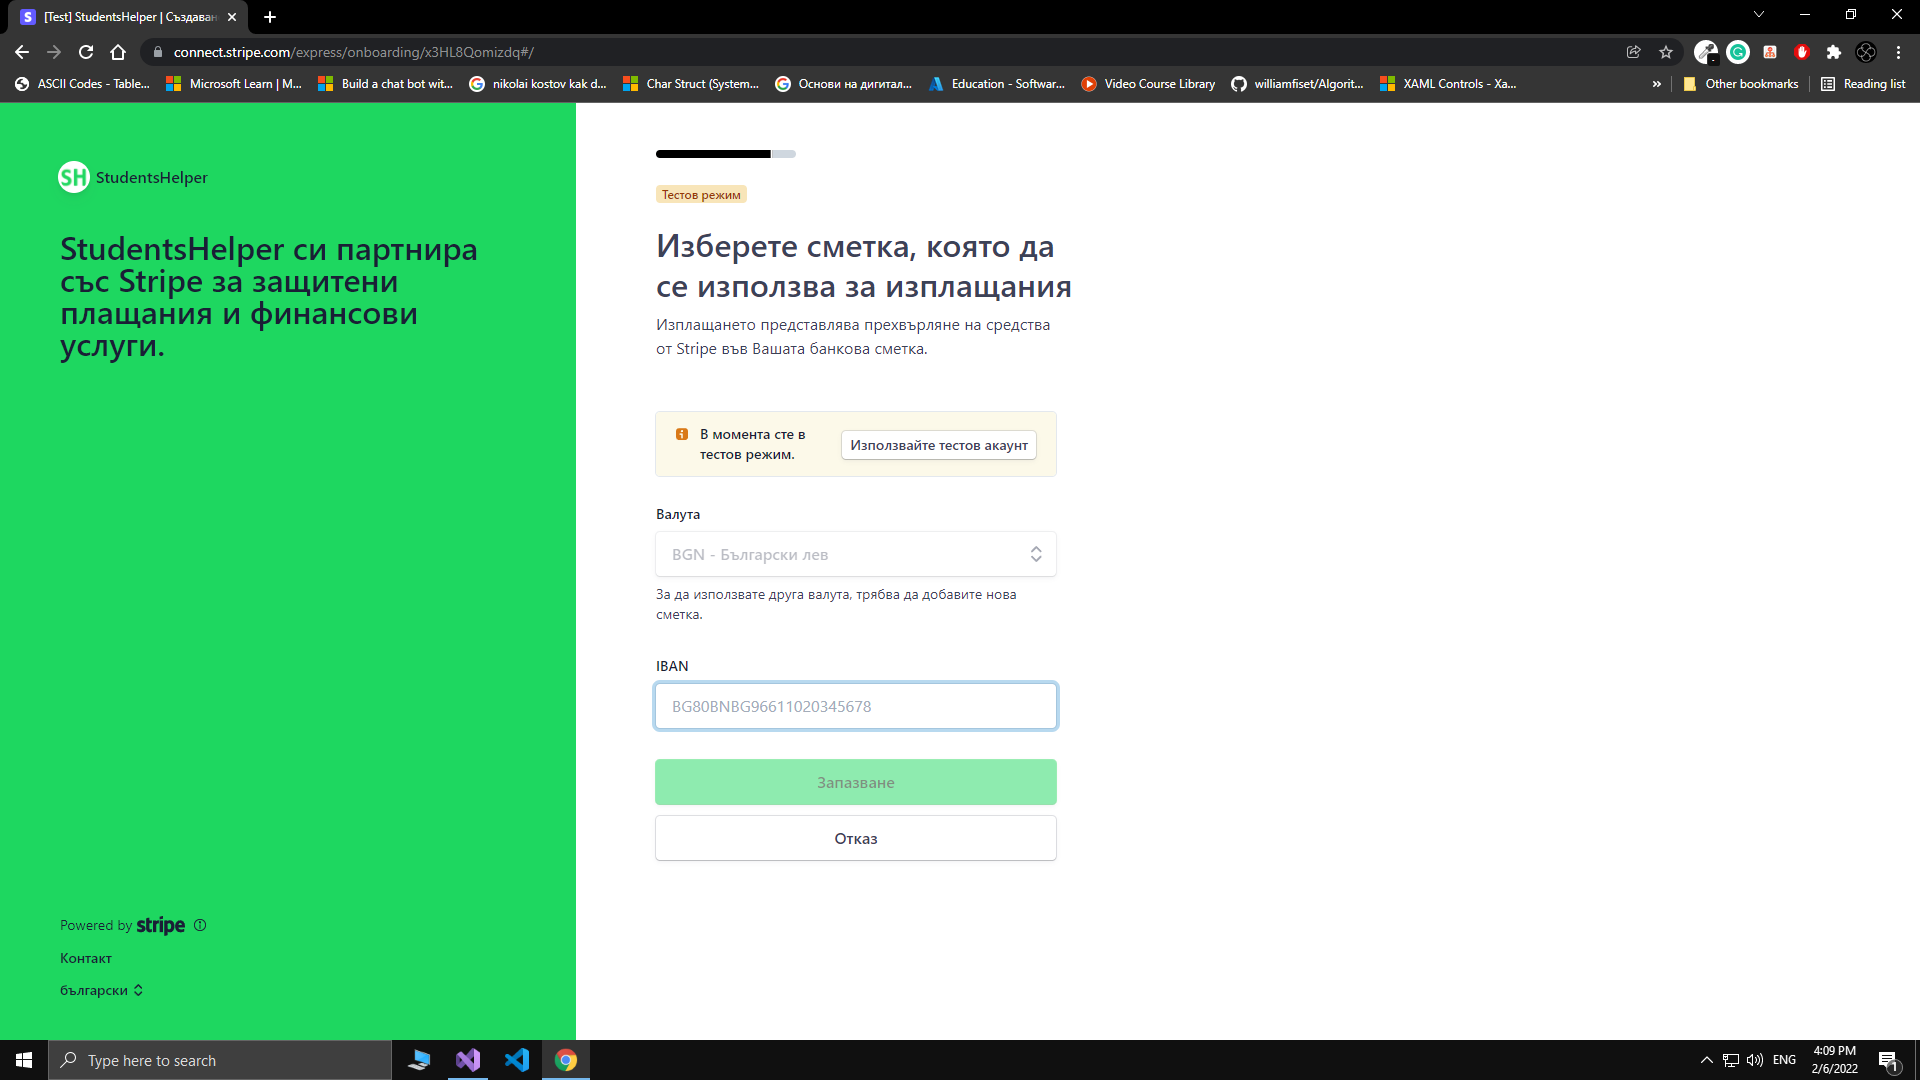 [Test] StudentsHelper | Създаван
connect.stripe.com/express/onboarding/x3HL8Qomizdq#/
ASCII Codes - Table...
Microsoft Learn | M...
Build a chat bot wit...
nikolai kostov kak d...
Char Struct (System...
Основи на дигитал...
Education - Softwar...
Video Course Library
williamfiset/Algorit...
XAML Controls - Xa...
»
Other bookmarks
Reading list
SH StudentsHelper
StudentsHelper си партнира
със Stripe за защитени
плащания и финансови
услуги.
Powered by stripe
Контакт
български
Тестов режим
Изберете сметка, която да
се използва за изплащания
Изплащането представлява прехвърляне на средства
от Stripe във Вашата банкова сметка.
В момента сте в
тестов режим.
Използвайте тестов акаунт
Валута
BGN - Български лев
За да използвате друга валута, трябва да добавите нова
сметка.
IBAN
BG80BNBG96611020345678
Запазване
Отказ
Type here to search
ENG
4:09 PM
2/6/2022
1